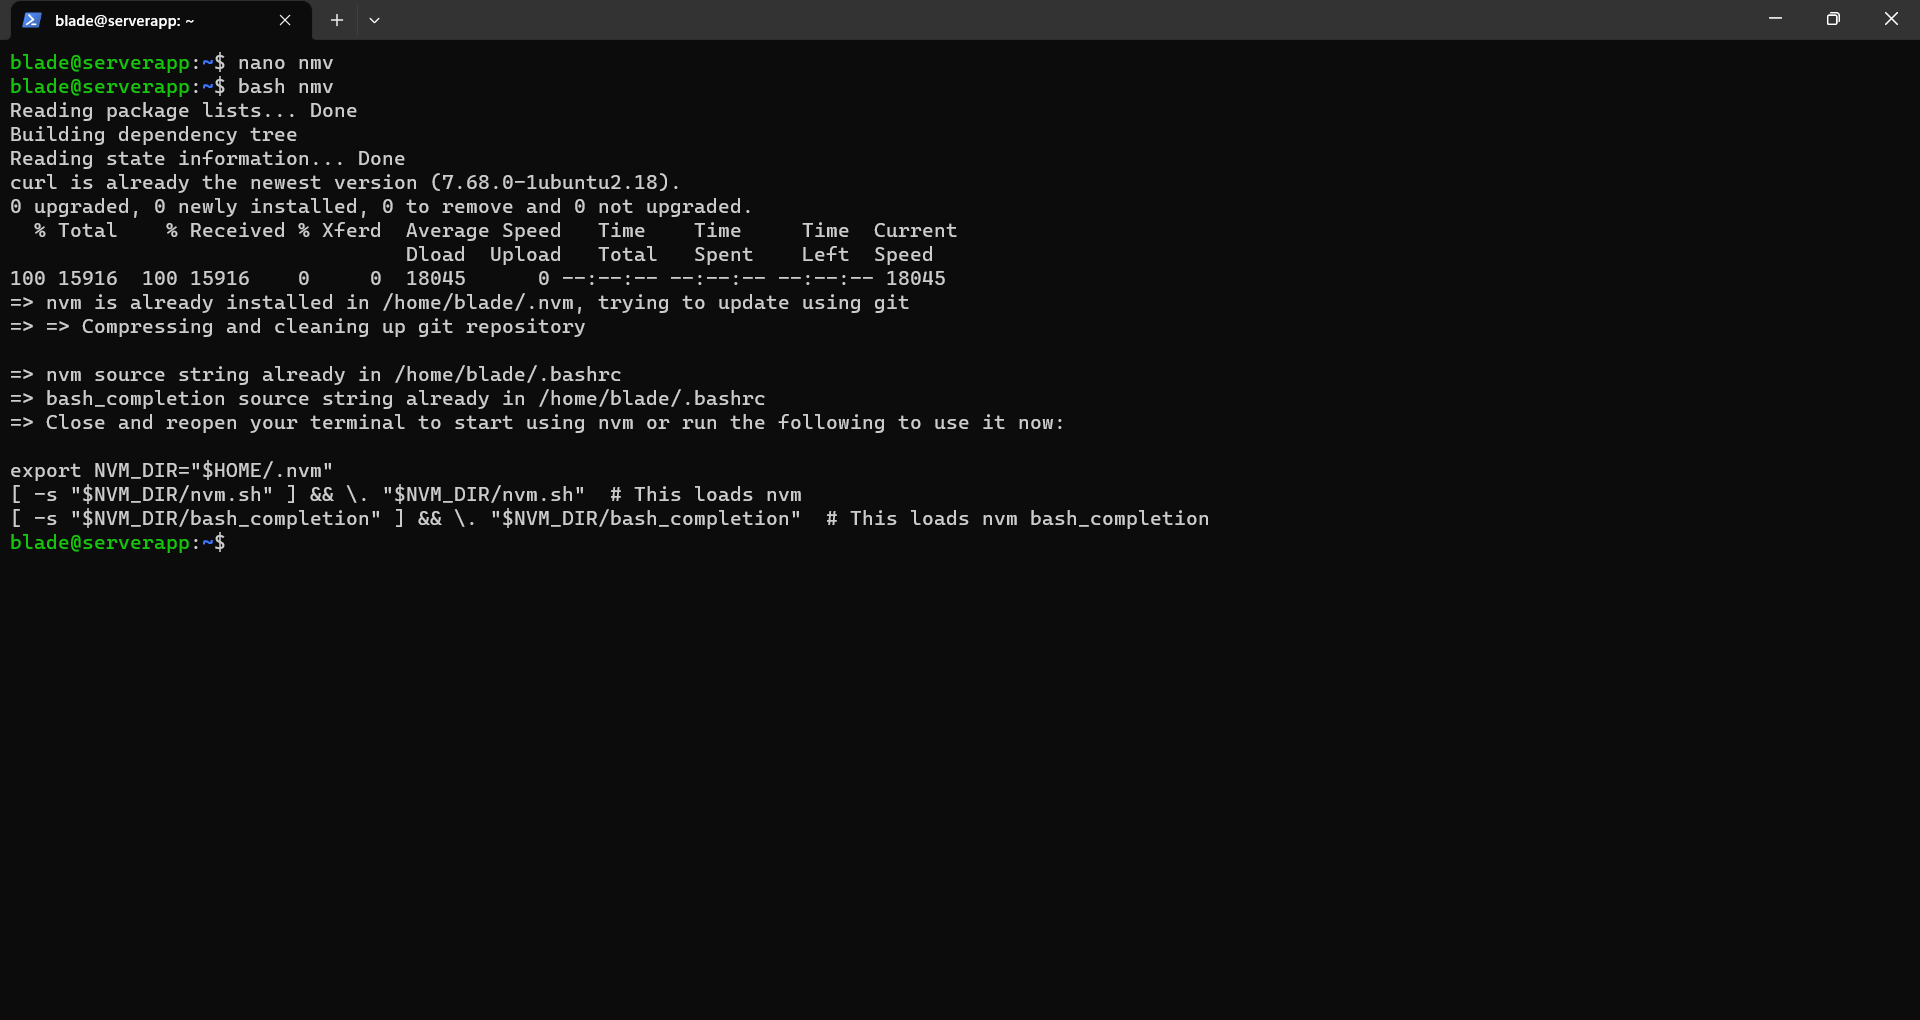 blade@serverapp: ~
blade@serverapp:~$ nano nmv
blade@serverapp:~$ bash nmv
Reading package lists... Done
Building dependency tree
Reading state information... Done
curl is already the newest version (7.68.0-1ubuntu2.18).
0 upgraded, 0 newly installed, 0 to remove and 0 not upgraded.
  % Total    % Received % Xferd  Average Speed   Time    Time     Time  Current
                                 Dload  Upload   Total   Spent    Left  Speed
100 15916  100 15916    0     0  18045      0 --:--:-- --:--:-- --:--:-- 18045
=> nvm is already installed in /home/blade/.nvm, trying to update using git
=> => Compressing and cleaning up git repository

=> nvm source string already in /home/blade/.bashrc
=> bash_completion source string already in /home/blade/.bashrc
=> Close and reopen your terminal to start using nvm or run the following to use it now:

export NVM_DIR="$HOME/.nvm"
[ -s "$NVM_DIR/nvm.sh" ] && \. "$NVM_DIR/nvm.sh"  # This loads nvm
[ -s "$NVM_DIR/bash_completion" ] && \. "$NVM_DIR/bash_completion"  # This loads nvm bash_completion
blade@serverapp:~$